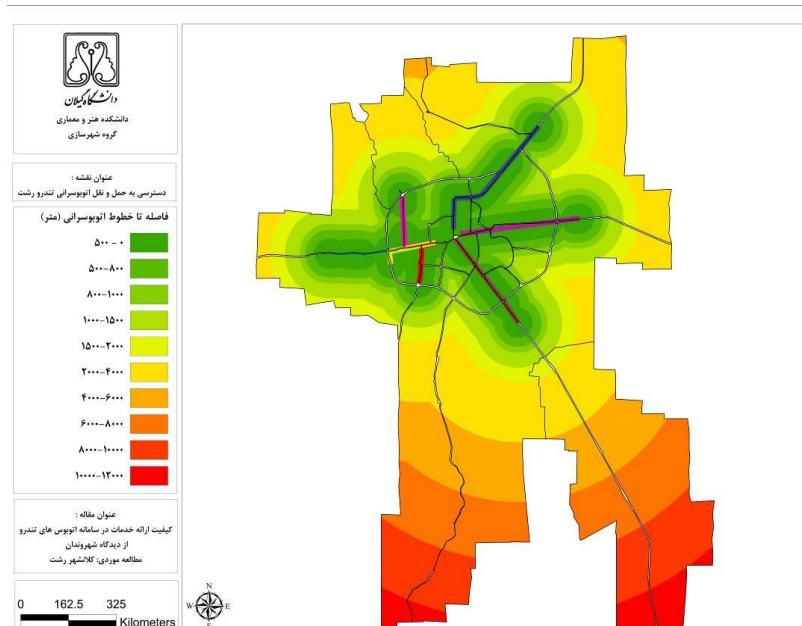 دانشگاه گیلان
دانشکده هنر و معماری
گروه شهرسازی
عنوان نقشه :
دسترسی به حمل و نقل اتوبوسرانی تندرو رشت
فاصله تا خطوط اتوبوسرانی (متر)
۵۰۰ - ۰
۵۰۰-۸۰۰
۸۰۰-۱۰۰۰
۱۰۰۰-۱۵۰۰
۱۵۰۰-۲۰۰۰
۲۰۰۰-۴۰۰۰
۴۰۰۰-۶۰۰۰
۶۰۰۰-۸۰۰۰
۸۰۰۰-۱۰۰۰۰
۱۰۰۰۰-۱۲۰۰۰
عنوان مقاله :
کیفیت ارائه خدمات در سامانه اتوبوس های تندرو
از دیدگاه شهروندان
مطالعه موردی: کلانشهر رشت
0 162.5 325
Kilometers
N
W E
S